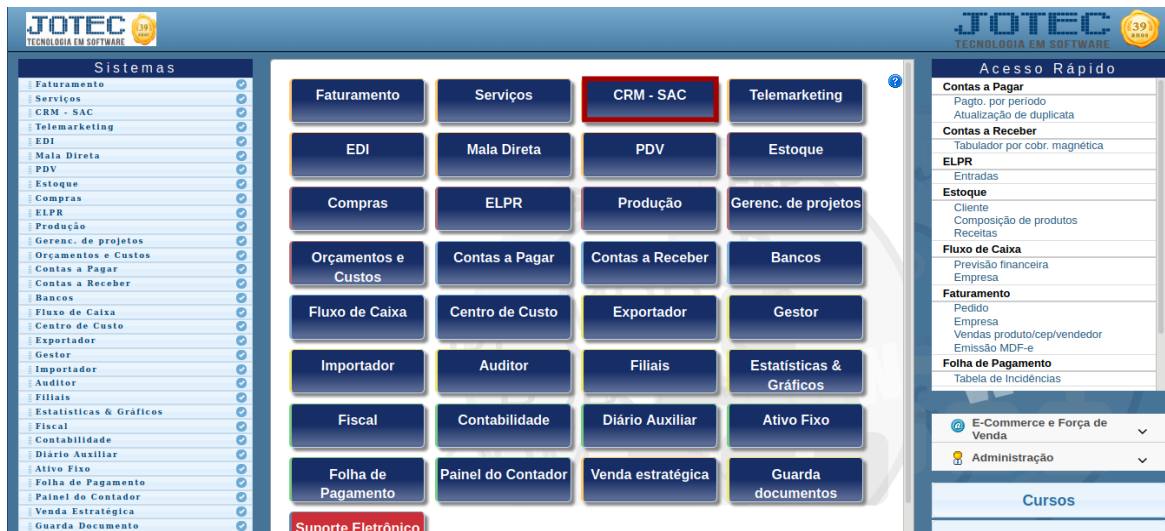 JOTEC
39
anos
TECNOLOGIA EM SOFTWARE
JOTEC
39
anos
TECNOLOGIA EM SOFTWARE
Sistemas
Faturamento
Serviços
CRM - SAC
Telemarketing
EDI
Mala Direta
PDV
Estoque
Compras
ELPR
Produção
Gerenc. de projetos
Orçamentos e Custos
Contas a Pagar
Contas a Receber
Bancos
Fluxo de Caixa
Centro de Custo
Exportador
Gestor
Importador
Auditor
Filiais
Estatísticas & Gráficos
Fiscal
Contabilidade
Diário Auxiliar
Ativo Fixo
Folha de Pagamento
Painel do Contador
Venda Estratégica
Guarda Documento
Faturamento
Serviços
CRM - SAC
Telemarketing
EDI
Mala Direta
PDV
Estoque
Compras
ELPR
Produção
Gerenc. de projetos
Orçamentos e
Custos
Contas a Pagar
Contas a Receber
Bancos
Fluxo de Caixa
Centro de Custo
Exportador
Gestor
Importador
Auditor
Filiais
Estatísticas &
Gráficos
Fiscal
Contabilidade
Diário Auxiliar
Ativo Fixo
Folha de
Pagamento
Painel do Contador
Venda estratégica
Guarda
documentos
Suporte Eletrônico
?
Acesso Rápido
Contas a Pagar
Pagto. por período
Atualização de duplicata
Contas a Receber
Tabulador por cobr. magnética
ELPR
Entradas
Estoque
Cliente
Composição de produtos
Receitas
Fluxo de Caixa
Previsão financeira
Empresa
Faturamento
Pedido
Empresa
Vendas produto/cep/vendedor
Emissão MDF-e
Folha de Pagamento
Tabela de Incidências
@ E-Commerce e Força de
Venda
Administração
Cursos